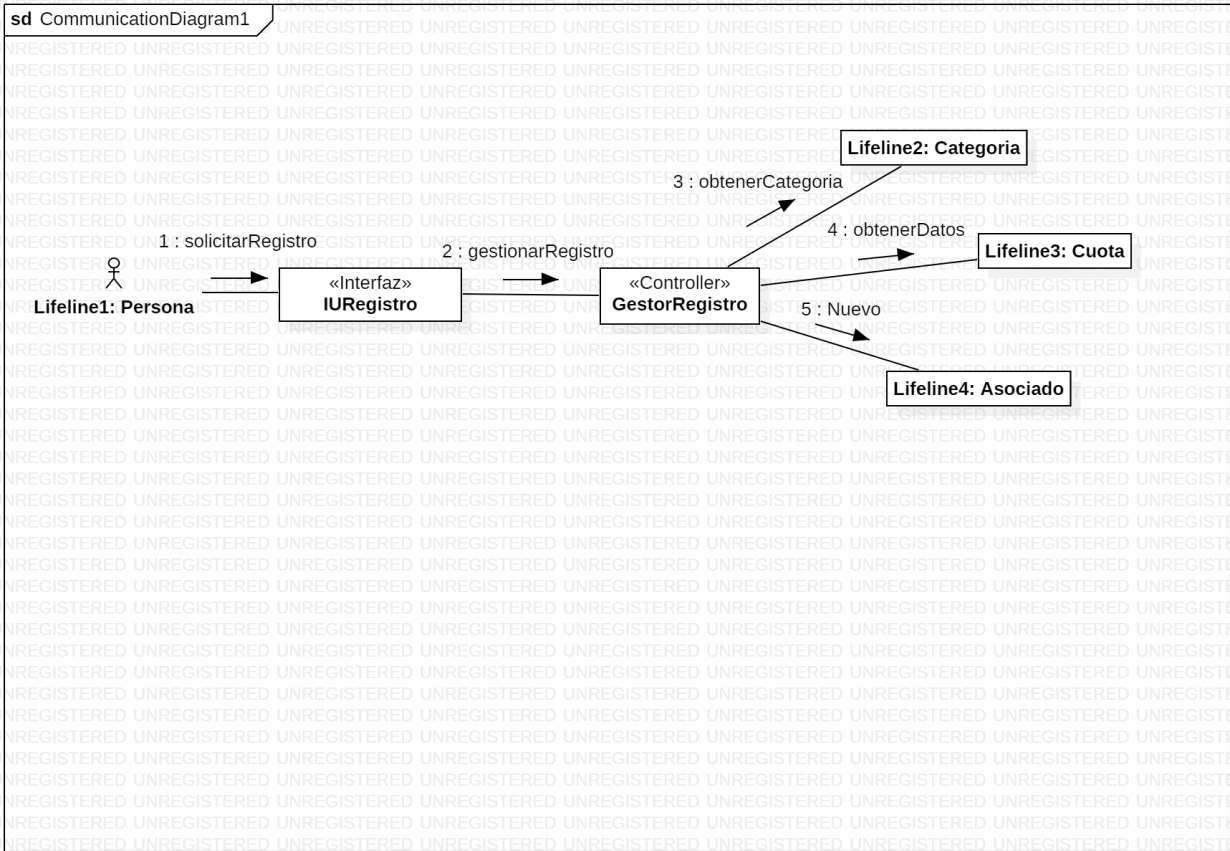 sd CommunicationDiagram1
Lifeline2: Categoria
3 : obtenerCategoria
4 : obtenerDatos
Lifeline3: Cuota
1 : solicitarRegistro
2 : gestionarRegistro
Lifeline1: Persona
«Interfaz»
IURegistro
«Controller»
GestorRegistro
5 : Nuevo
Lifeline4: Asociado
UNREGISTERED